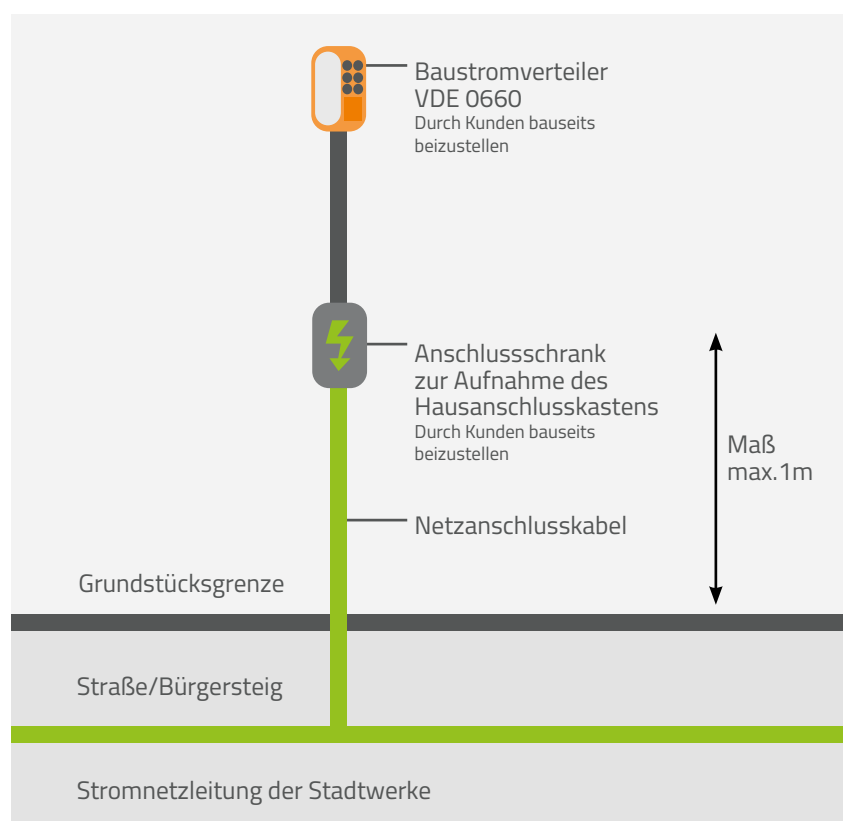 Baustromverteiler
VDE 0660
Durch Kunden bauseits
beizustellen
Anschlussschrank
zur Aufnahme des
Hausanschlusskastens
Durch Kunden bauseits
beizustellen
Maß
max.1m
Netzanschlusskabel
Grundstücksgrenze
Straße/Bürgersteig
Stromnetzleitung der Stadtwerke